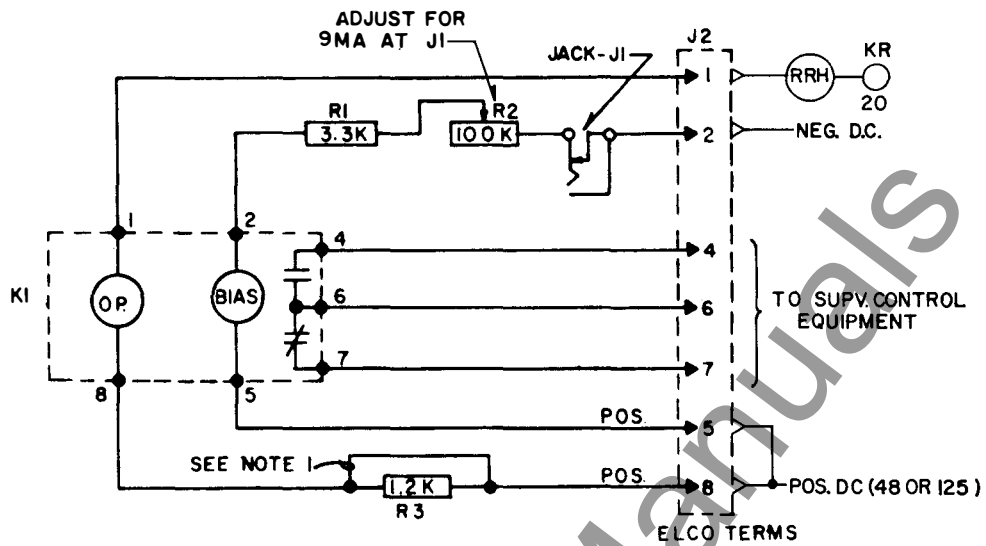 ADJUST FOR
9MA AT J1
JACK-J1
J2
KR
1
RRH
20
R1
3.3K
R2
100K
2
NEG. D.C.
1
2
4
4
K1
OP.
BIAS
6
6
TO SUPV. CONTROL
EQUIPMENT
7
7
8
5
POS.
5
SEE NOTE 1
1.2K
R3
POS.
8
POS. DC (48 OR 125)
ELCO TERMS
Manuals